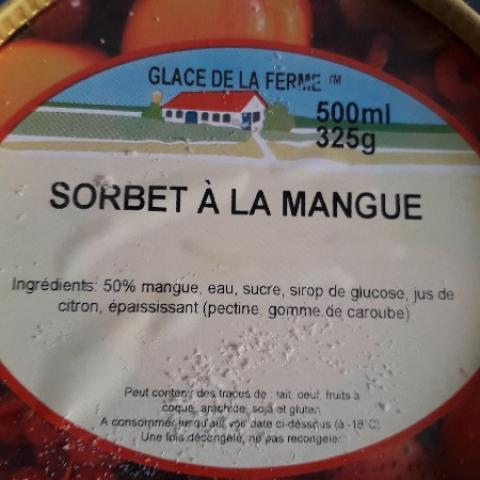 GLACE DE LA FERME ™
500ml
325g
SORBET À LA MANGUE
Ingrédients: 50% mangue, eau, sucre, sirop de glucose, jus de
citron, épaississant (pectine, gomme de caroube)
Peut contenir des traces de : lait, oeuf, fruits à
coque, arachide, soja et gluten.
A consommer jusqu'au: voir date ci-dessous (à -18°C)
Une fois décongelé, ne pas recongeler.